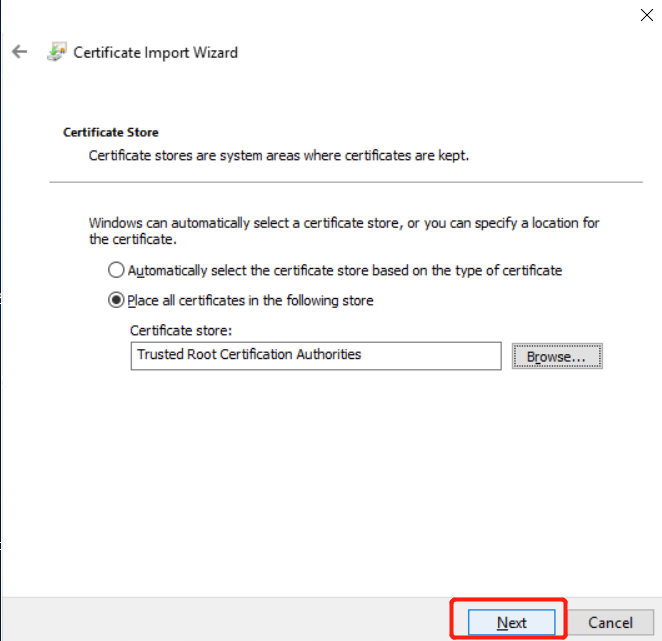 Certificate Import Wizard
Certificate Store
Certificate stores are system areas where certificates are kept.
Windows can automatically select a certificate store, or you can specify a location for
the certificate.
Automatically select the certificate store based on the type of certificate
Place all certificates in the following store
Certificate store:
Trusted Root Certification Authorities
Browse...
Next
Cancel